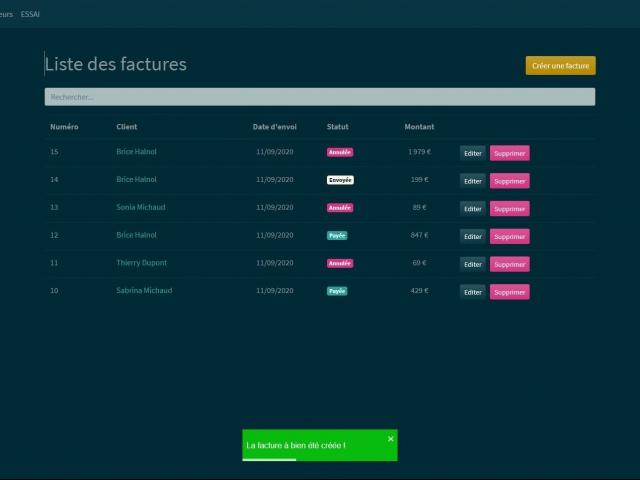 eurs ESSAI
Liste des factures
Créer une facture
Rechercher...
Numéro Client Date d'envoi Statut Montant
15 Brice Halnol 11/09/2020 Annulée 1 979 € Editer Supprimer
14 Brice Halnol 11/09/2020 Envoyée 199 € Editer Supprimer
13 Sonia Michaud 11/09/2020 Annulée 89 € Editer Supprimer
12 Brice Halnol 11/09/2020 Payée 847 € Editer Supprimer
11 Thierry Dupont 11/09/2020 Annulée 69 € Editer Supprimer
10 Sabrina Michaud 11/09/2020 Payée 429 € Editer Supprimer
La facture à bien été créée !